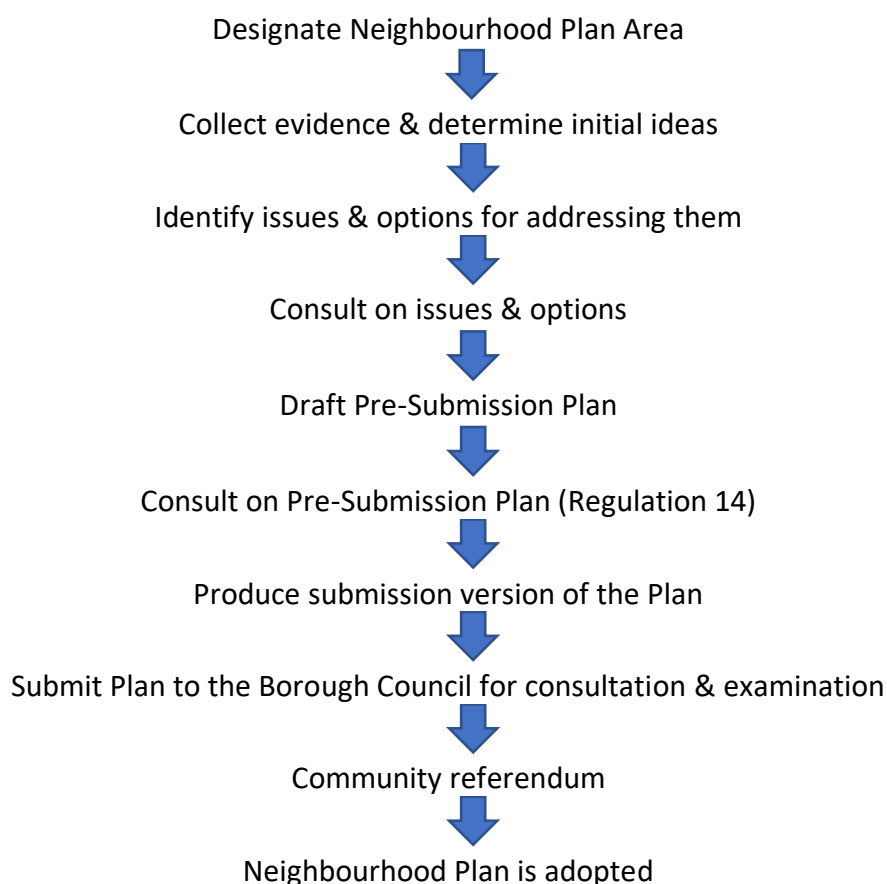 Designate Neighbourhood Plan Area
Collect evidence & determine initial ideas
Identify issues & options for addressing them
Consult on issues & options
Draft Pre-Submission Plan
Consult on Pre-Submission Plan (Regulation 14)
Produce submission version of the Plan
Submit Plan to the Borough Council for consultation & examination
Community referendum
Neighbourhood Plan is adopted